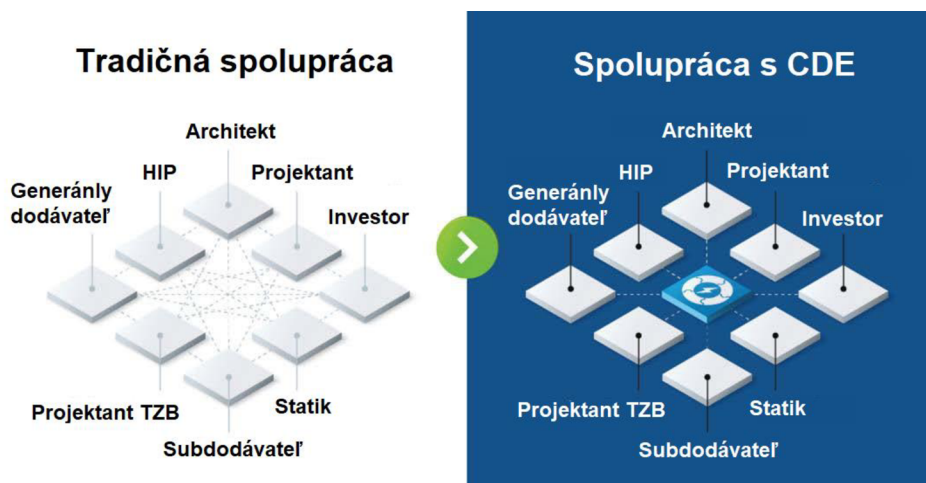 Tradičná spolupráca
Architekt
HIP
Projektant
Generánly
dodávateľ
Investor
Projektant TZB
Statik
Subdodávateľ
Spolupráca s CDE
Architekt
HIP
Projektant
Generánly
dodávateľ
Investor
Projektant TZB
Statik
Subdodávateľ